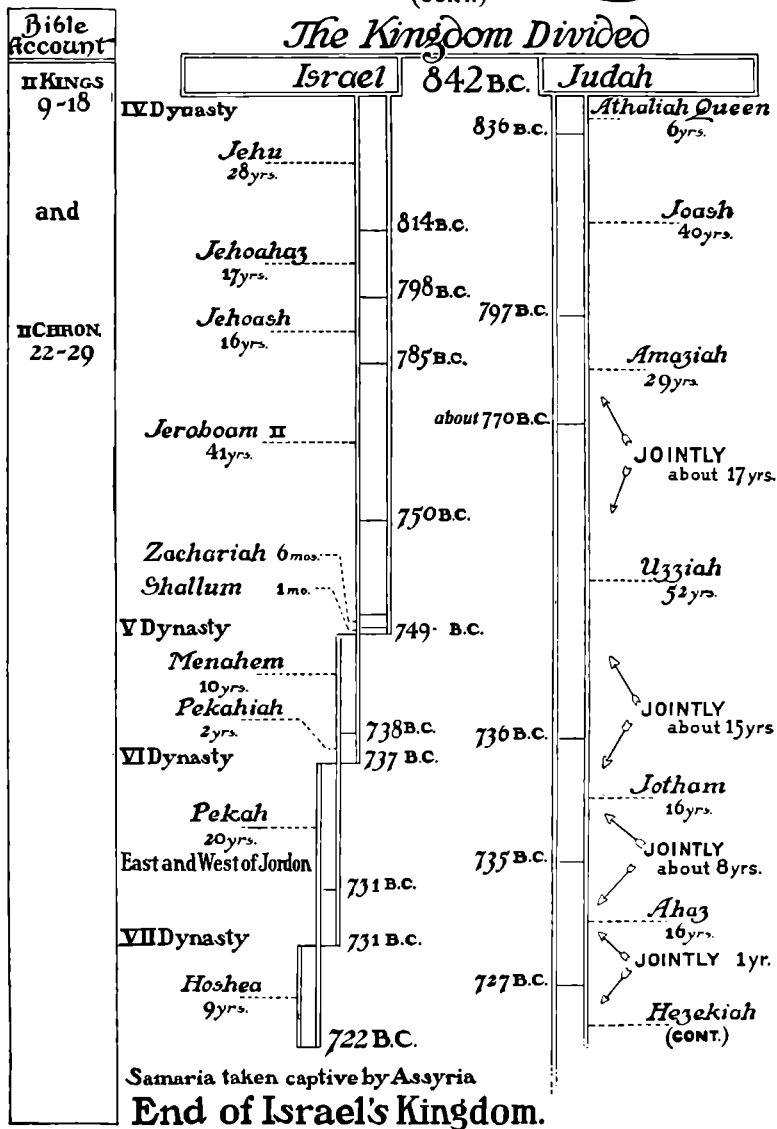 (CONT.)
The Kingdom Divided
Bible
Account
II KINGS
9-18
and
II CHRON.
22-29
Israel
842 B.C.
Judah
IV Dynasty
Jehu
28 yrs.
814 B.C.
Jehoahaz
17 yrs.
798 B.C.
Jehoash
16 yrs.
785 B.C.
Jeroboam II
41 yrs.
750 B.C.
Zachariah 6 mos.
Shallum 1 mo.
V Dynasty
749 B.C.
Menahem
10 yrs.
Pekahiah
2 yrs.
738 B.C.
VI Dynasty
737 B.C.
Pekah
20 yrs.
East and West of Jordon
731 B.C.
VII Dynasty
731 B.C.
Hoshea
9 yrs.
722 B.C.
Athaliah Queen
6 yrs.
836 B.C.
Joash
40 yrs.
797 B.C.
Amaziah
29 yrs.
about 770 B.C.
JOINTLY
about 17 yrs.
Uzziah
52 yrs.
JOINTLY
about 15 yrs
736 B.C.
Jotham
16 yrs.
JOINTLY
about 8 yrs.
735 B.C.
Ahaz
16 yrs.
JOINTLY 1 yr.
727 B.C.
Hezekiah
(CONT.)
Samaria taken captive by Assyria
End of Israel's Kingdom.